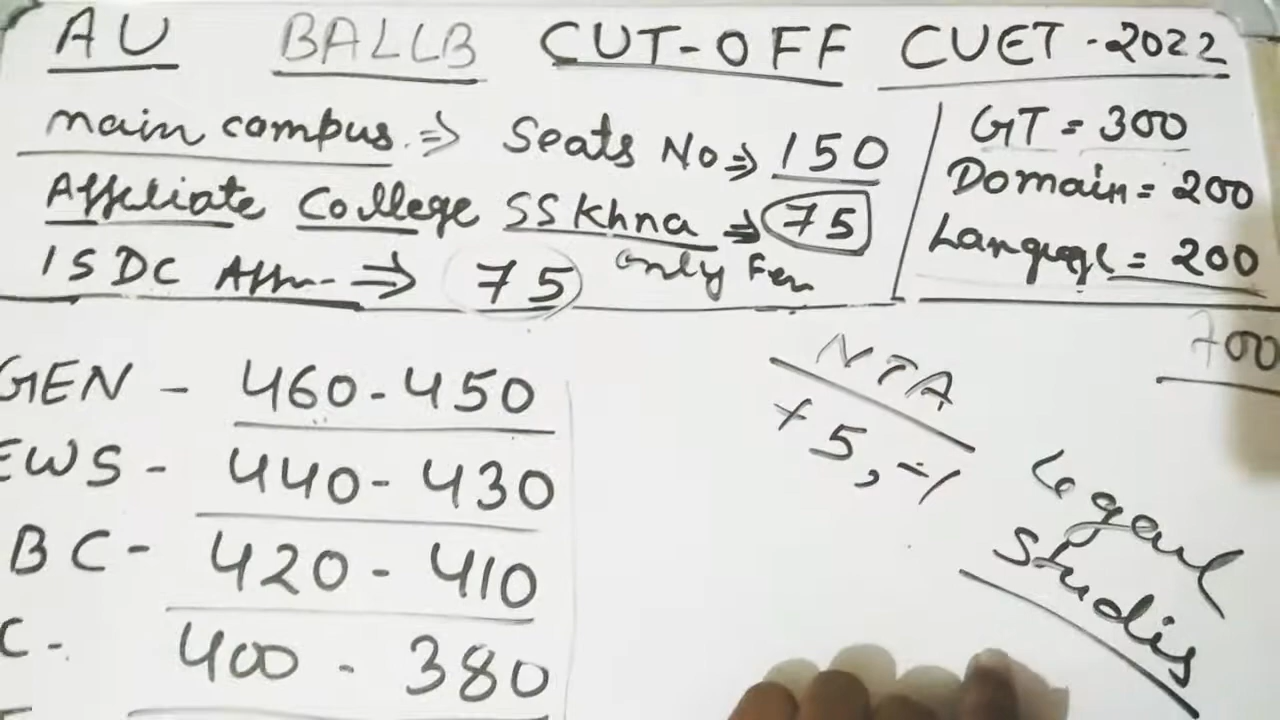 AU BALLB CUT-OFF CUET - 2022
main campus. ⇒ Seats No ⇒ 150
Affiliate College SS Khna ⇒ 75
only Fem
ISDC Affn. ⇒ 75
GT = 300
Domain = 200
Language = 200
700
GEN - 460-450
EWS - 440-430
BC - 420 - 410
C - 400 - 380
NTA
+5, -1
Legal
Studis